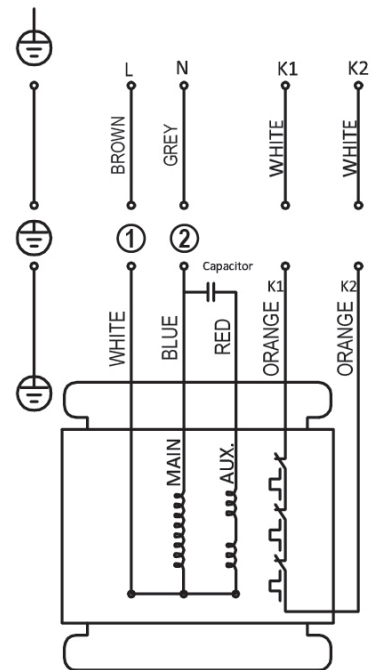 L N K1 K2
BROWN GREY WHITE WHITE
1 2
Capacitor
K1 K2
WHITE BLUE RED ORANGE ORANGE
MAIN AUX.